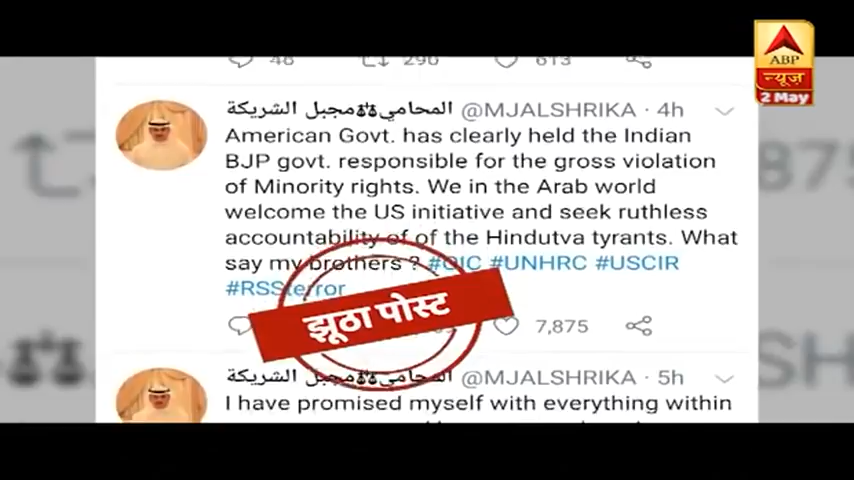 ABP
न्यूज़
2 May
48 296 613
المحامي⚖مجبل الشريكة @MJALSHRIKA · 4h
American Govt. has clearly held the Indian
BJP govt. responsible for the gross violation
of Minority rights. We in the Arab world
welcome the US initiative and seek ruthless
accountability of of the Hindutva tyrants. What
say my brothers ? #OIC #UNHRC #USCIR
#RSSterror
झूठा पोस्ट
7,875
المحامي⚖مجبل الشريكة @MJALSHRIKA · 5h
I have promised myself with everything within